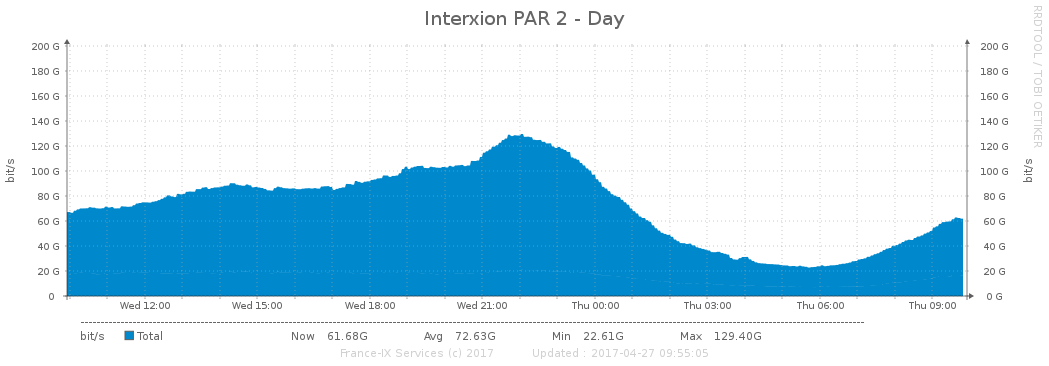 Interxion PAR 2 - Day
RRDTOOL / TOBI OETIKER
200 G 200 G
180 G 180 G
160 G 160 G
140 G 140 G
120 G 120 G
100 G 100 G
80 G 80 G
60 G 60 G
40 G 40 G
20 G 20 G
0 0 G
bit/s bit/s
Wed 12:00 Wed 15:00 Wed 18:00 Wed 21:00 Thu 00:00 Thu 03:00 Thu 06:00 Thu 09:00
bit/s Total Now 61.68G Avg 72.63G Min 22.61G Max 129.40G
France-IX Services (c) 2017 Updated : 2017-04-27 09:55:05